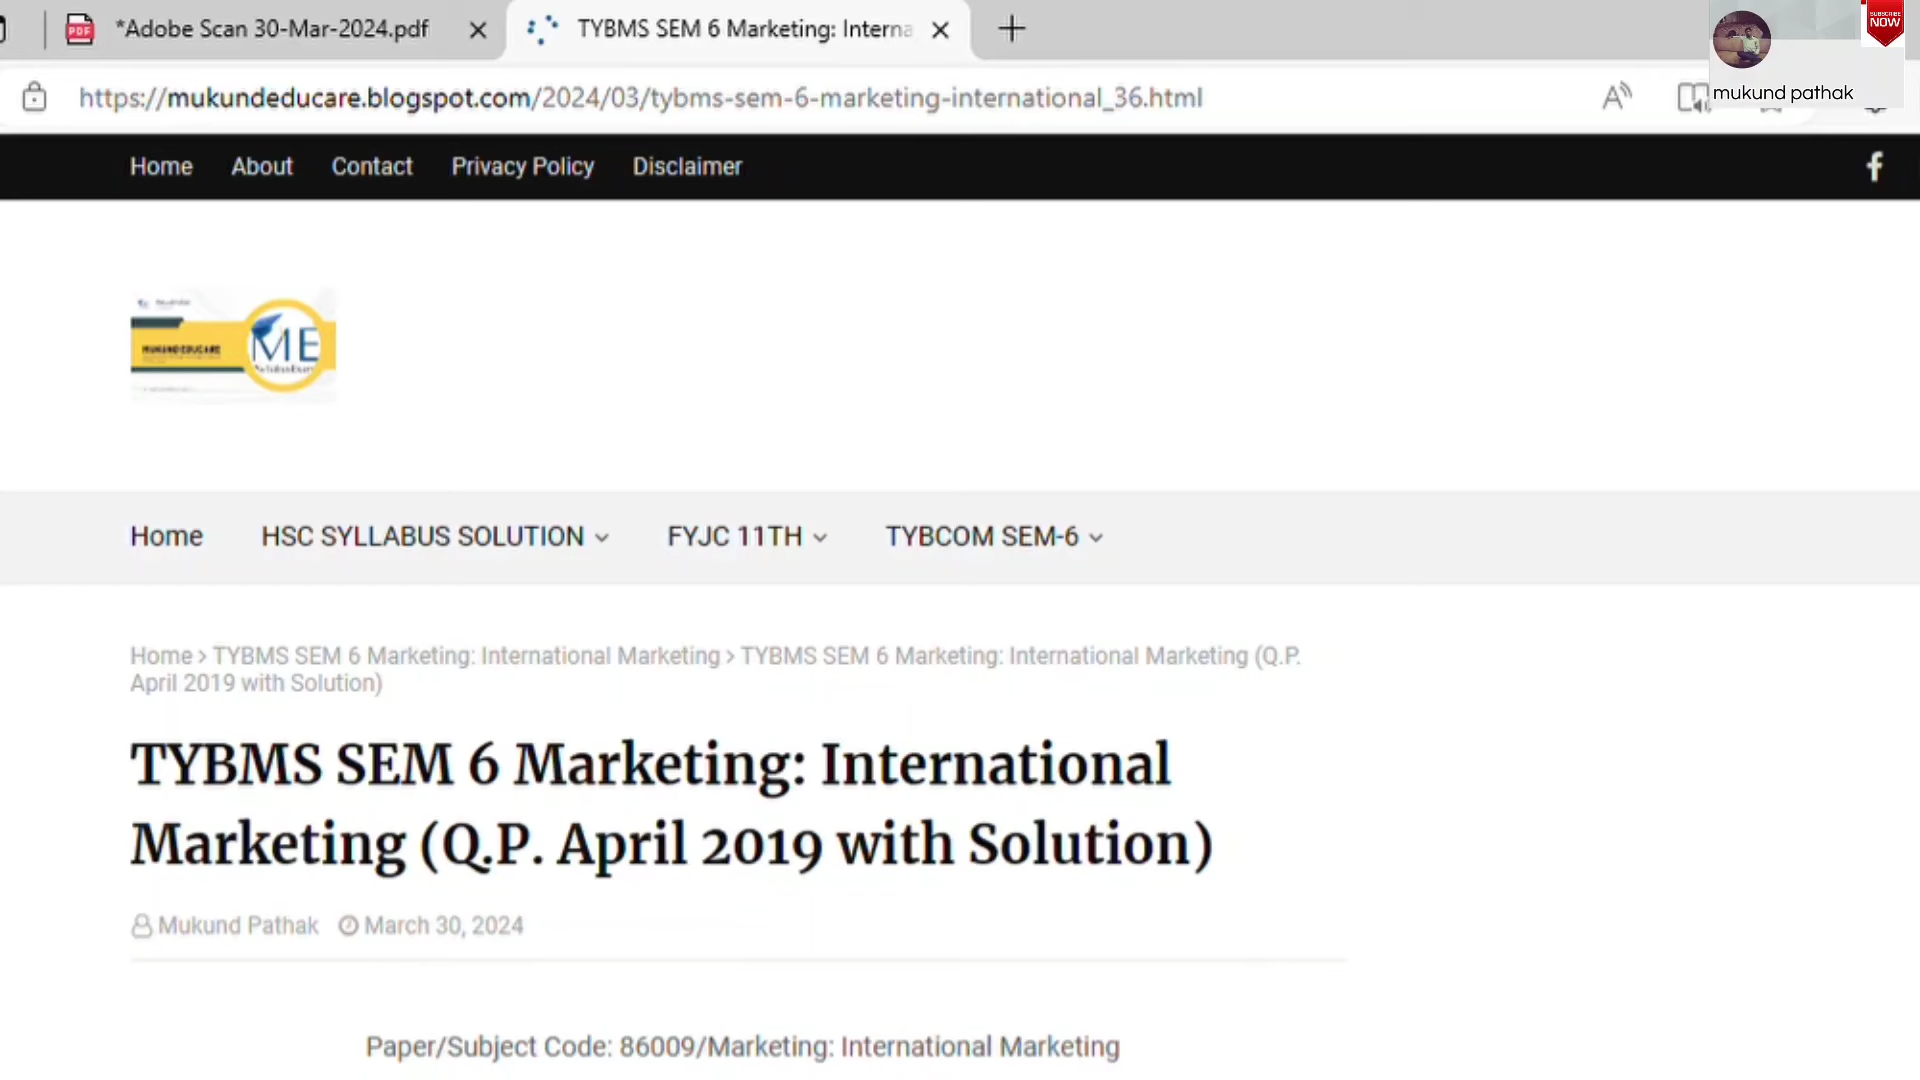 *Adobe Scan 30-Mar-2024.pdf
TYBMS SEM 6 Marketing: Interna
SUBSCRIBE
NOW
mukund pathak
https://mukundeducare.blogspot.com/2024/03/tybms-sem-6-marketing-international_36.html
Home About Contact Privacy Policy Disclaimer
MUKUND EDUCARE
ME
Home HSC SYLLABUS SOLUTION FYJC 11TH TYBCOM SEM-6
Home > TYBMS SEM 6 Marketing: International Marketing > TYBMS SEM 6 Marketing: International Marketing (Q.P.
April 2019 with Solution)
TYBMS SEM 6 Marketing: International
Marketing (Q.P. April 2019 with Solution)
Mukund Pathak March 30, 2024
Paper/Subject Code: 86009/Marketing: International Marketing